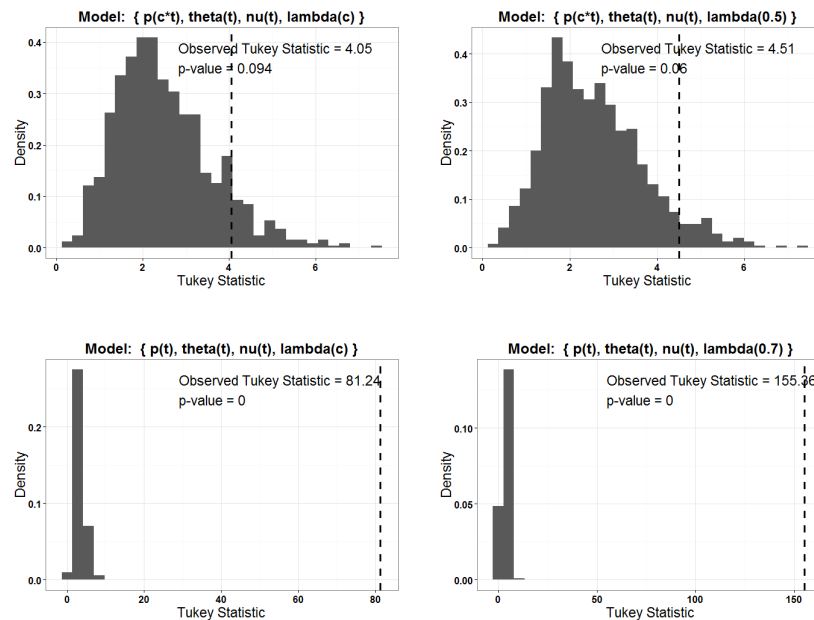 Model:  { p(c*t), theta(t), nu(t), lambda(c) }
Observed Tukey Statistic = 4.05
p-value = 0.094
Density
0.4
0.3
0.2
0.1
0.0
0 2 4 6
Tukey Statistic
Model:  { p(c*t), theta(t), nu(t), lambda(0.5) }
Observed Tukey Statistic = 4.51
p-value = 0.06
Density
0.4
0.3
0.2
0.1
0.0
0 2 4 6
Tukey Statistic
Model:  { p(t), theta(t), nu(t), lambda(c) }
Observed Tukey Statistic = 81.24
p-value = 0
Density
0.2
0.1
0.0
0 20 40 60 80
Tukey Statistic
Model:  { p(t), theta(t), nu(t), lambda(0.7) }
Observed Tukey Statistic = 155.36
p-value = 0
Density
0.10
0.05
0.00
0 50 100 150
Tukey Statistic